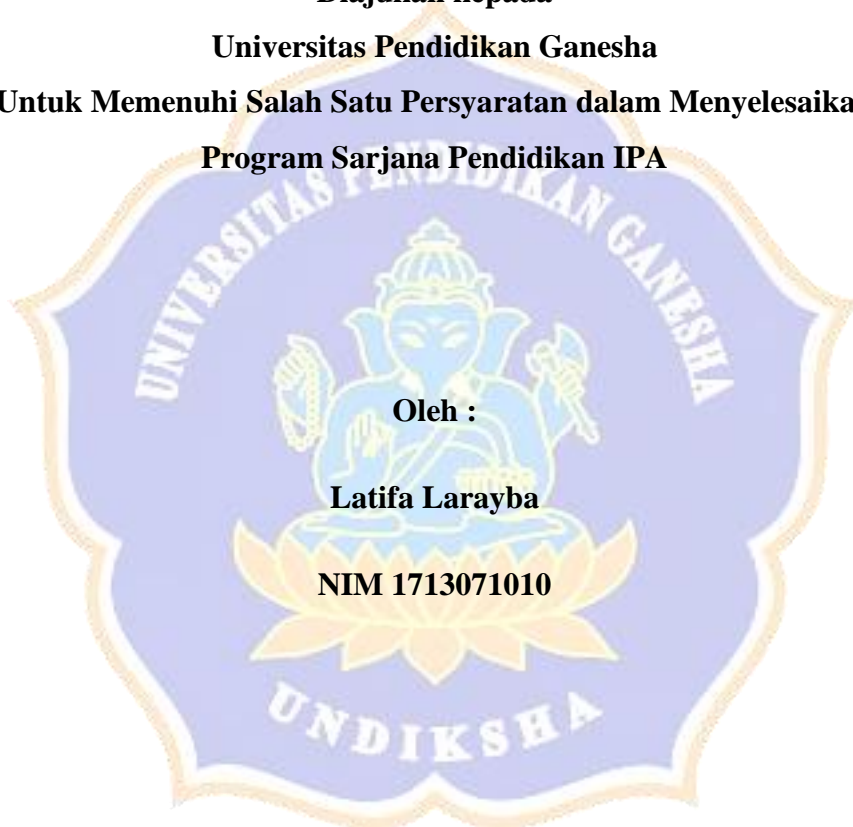 Diajukan kepada
Universitas Pendidikan Ganesha
Untuk Memenuhi Salah Satu Persyaratan dalam Menyelesaika
Program Sarjana Pendidikan IPA
UNIVERSITAS PENDIDIKAN GANESHA
Oleh :
Latifa Larayba
NIM 1713071010
UNDIKSHA